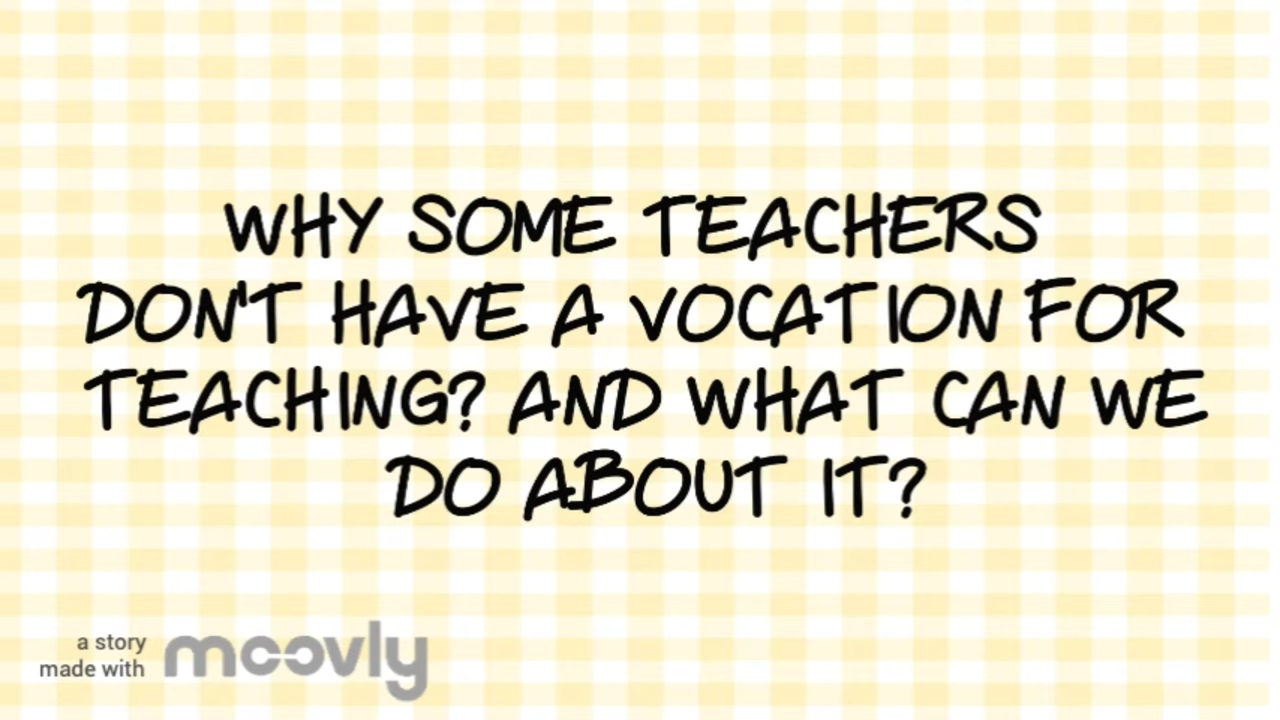 WHY SOME TEACHERS
DON'T HAVE A VOCATION FOR
TEACHING? AND WHAT CAN WE
DO ABOUT IT?
a story
made with moovly